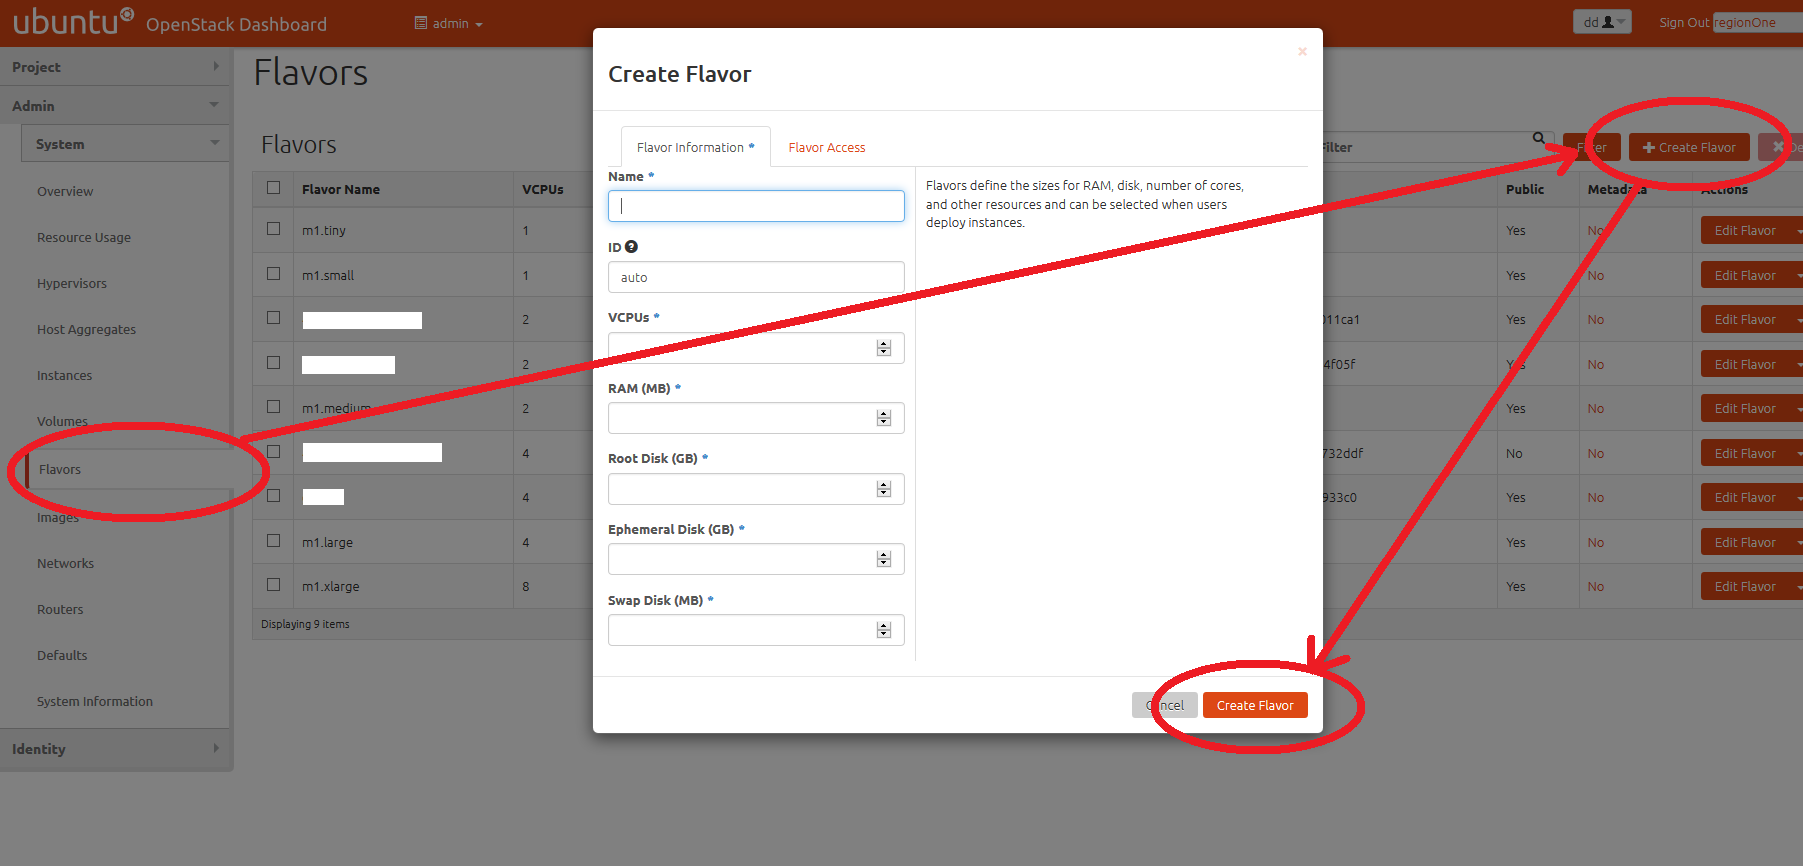 ubuntu OpenStack Dashboard admin dd Sign Out regionOne
Project
Admin
System
Overview
Resource Usage
Hypervisors
Host Aggregates
Instances
Volumes
Flavors
Images
Networks
Routers
Defaults
System Information
Identity
Flavors
Flavors
Filter Filter Create Flavor
Flavor Name VCPUs Public Metadata Actions
m1.tiny 1 Yes No Edit Flavor
m1.small 1 Yes No Edit Flavor
2 011ca1 Yes No Edit Flavor
2 4f05f Yes No Edit Flavor
m1.medium 2 Yes No Edit Flavor
4 732ddf No No Edit Flavor
4 933c0 Yes No Edit Flavor
m1.large 4 Yes No Edit Flavor
m1.xlarge 8 Yes No Edit Flavor
Displaying 9 items
Create Flavor
Flavor Information * Flavor Access
Name *
ID
auto
VCPUs *
RAM (MB) *
Root Disk (GB) *
Ephemeral Disk (GB) *
Swap Disk (MB) *
Flavors define the sizes for RAM, disk, number of cores,
and other resources and can be selected when users
deploy instances.
Cancel Create Flavor